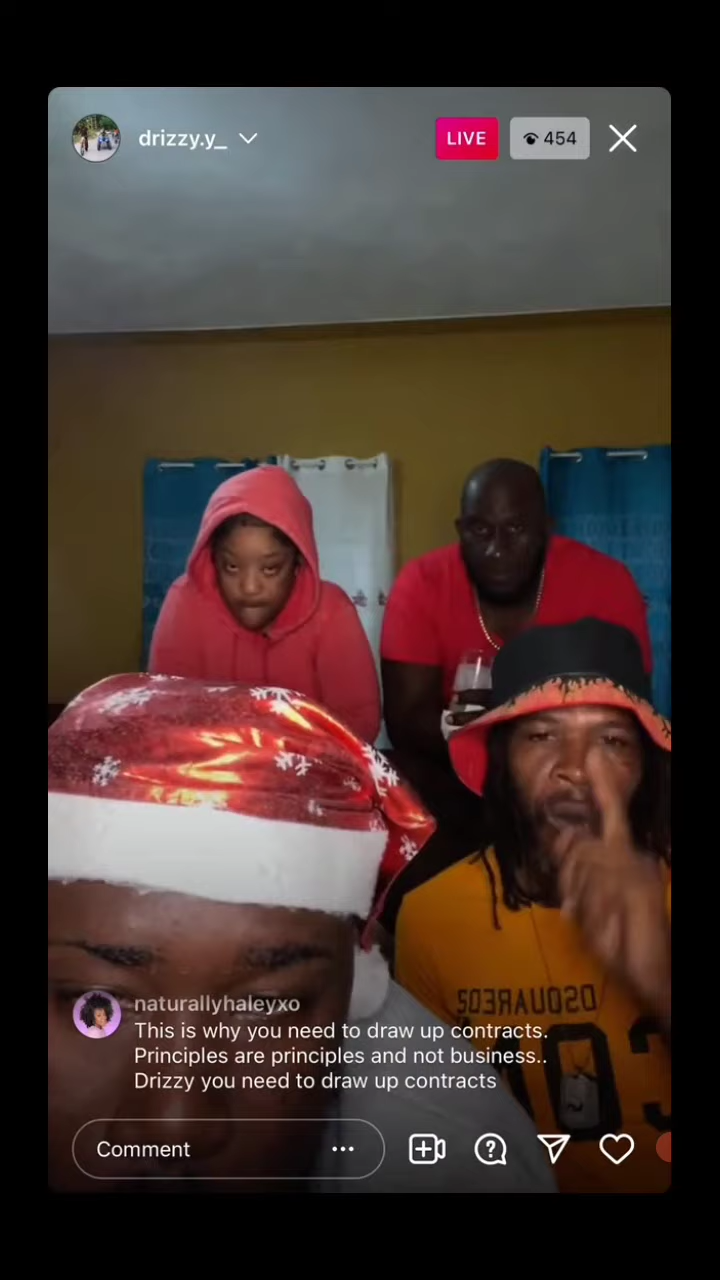 drizzy.y_
LIVE
454
naturallyhaleyxo
This is why you need to draw up contracts.
Principles are principles and not business..
Drizzy you need to draw up contracts
DSQUARED2
Comment